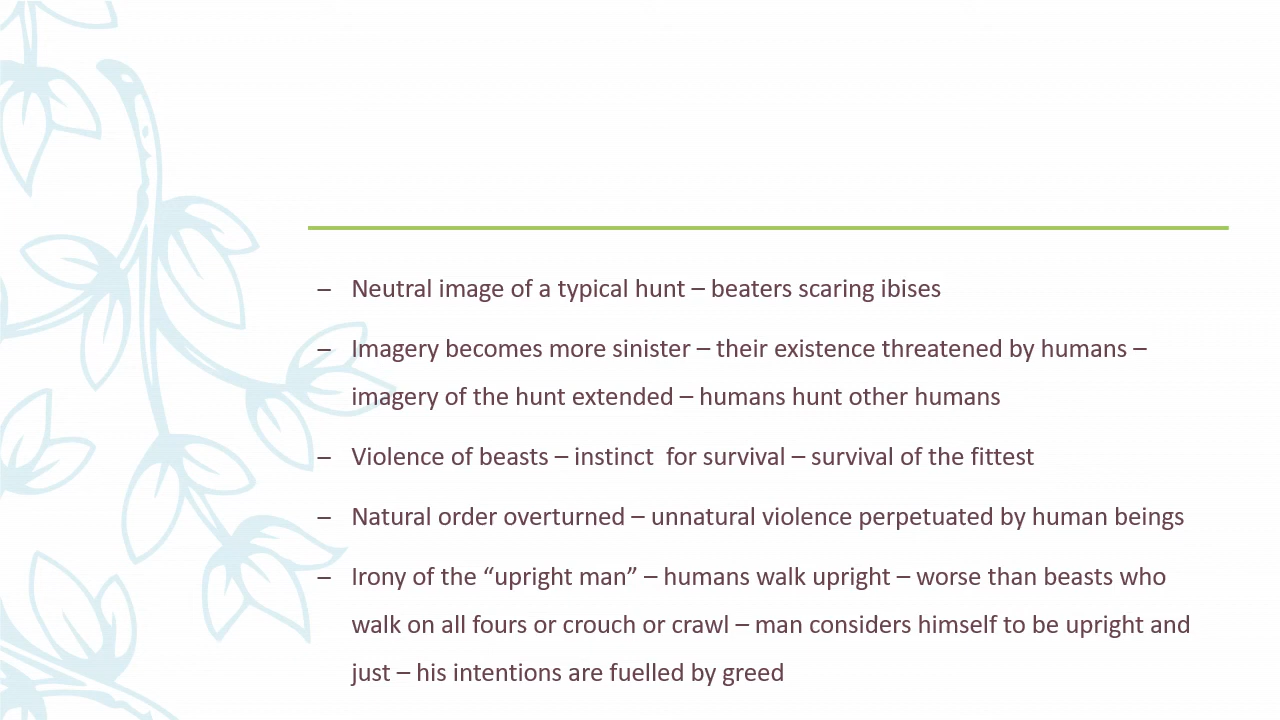 – Neutral image of a typical hunt – beaters scaring ibises
– Imagery becomes more sinister – their existence threatened by humans –
imagery of the hunt extended – humans hunt other humans
– Violence of beasts – instinct  for survival – survival of the fittest
– Natural order overturned – unnatural violence perpetuated by human beings
– Irony of the “upright man” – humans walk upright – worse than beasts who
walk on all fours or crouch or crawl – man considers himself to be upright and
just – his intentions are fuelled by greed